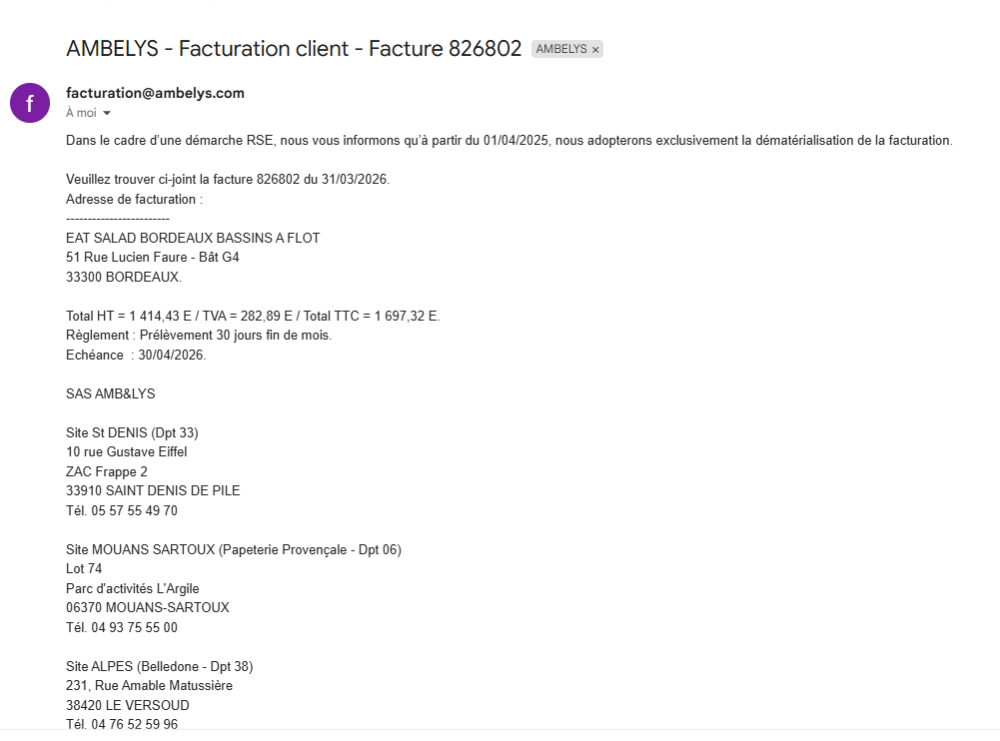 AMBELYS - Facturation client - Facture 826802 AMBELYS ×
f
facturation@ambelys.com
À moi
Dans le cadre d'une démarche RSE, nous vous informons qu'à partir du 01/04/2025, nous adopterons exclusivement la dématérialisation de la facturation.
Veuillez trouver ci-joint la facture 826802 du 31/03/2026.
Adresse de facturation :
------------------------
EAT SALAD BORDEAUX BASSINS A FLOT
51 Rue Lucien Faure - Bât G4
33300 BORDEAUX.
Total HT = 1 414,43 E / TVA = 282,89 E / Total TTC = 1 697,32 E.
Règlement : Prélèvement 30 jours fin de mois.
Echéance : 30/04/2026.
SAS AMB&LYS
Site St DENIS (Dpt 33)
10 rue Gustave Eiffel
ZAC Frappe 2
33910 SAINT DENIS DE PILE
Tél. 05 57 55 49 70
Site MOUANS SARTOUX (Papeterie Provençale - Dpt 06)
Lot 74
Parc d'activités L'Argile
06370 MOUANS-SARTOUX
Tél. 04 93 75 55 00
Site ALPES (Belledone - Dpt 38)
231, Rue Amable Matussière
38420 LE VERSOUD
Tél. 04 76 52 59 96